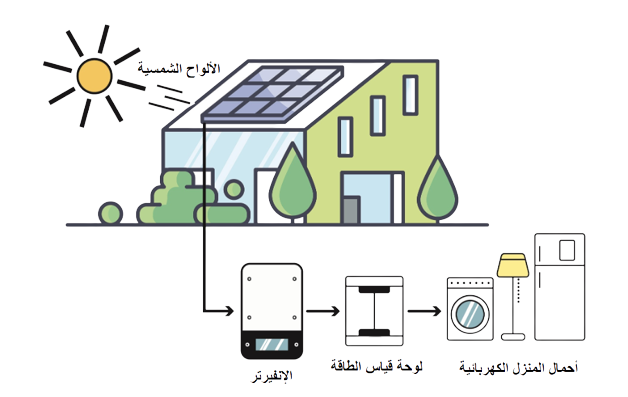 الألواح الشمسية
الإنفيرتر
لوحة قياس الطاقة
أحمال المنزل الكهربائية